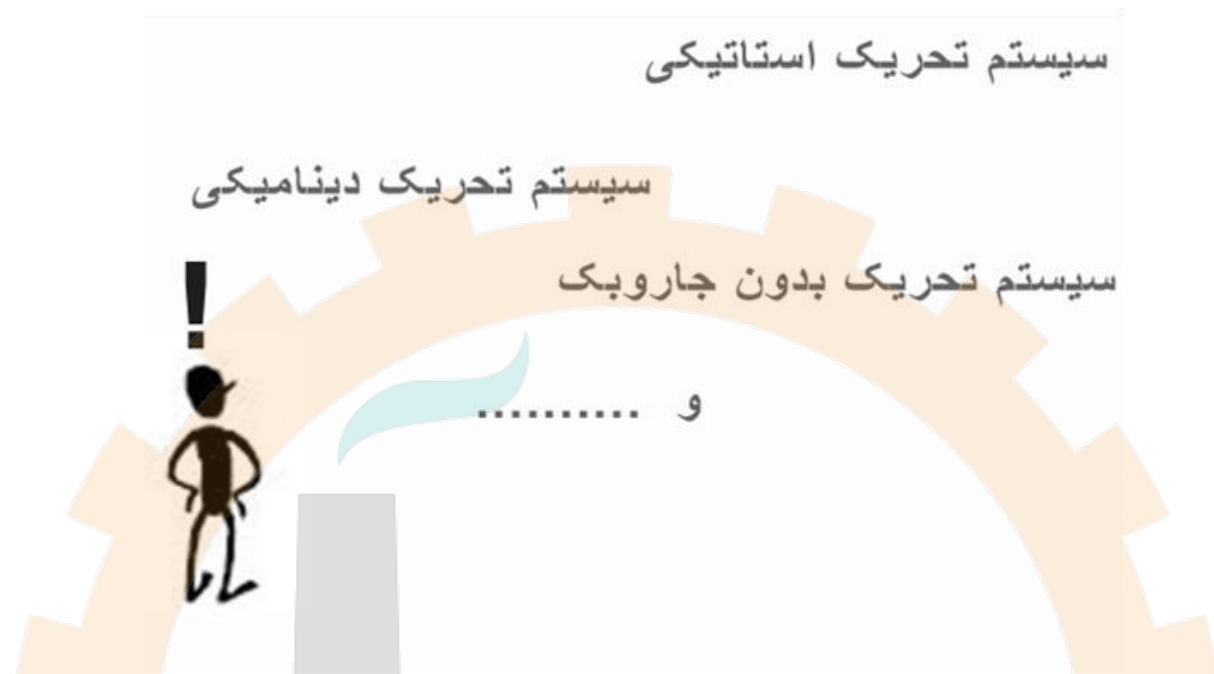 سیستم تحریک استاتیکی
سیستم تحریک دینامیکی
سیستم تحریک بدون جاروبک
و ..........
!